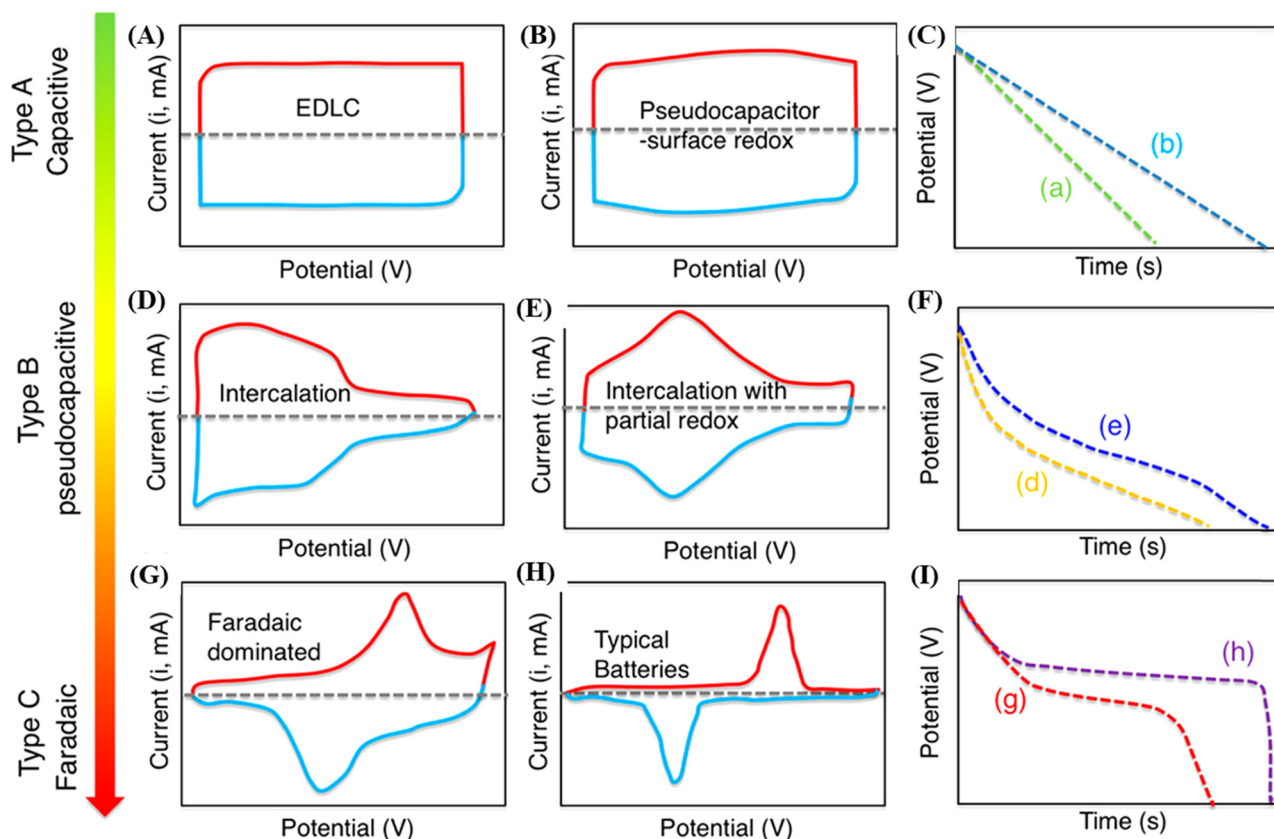 Type A
Capacitive
(A)
Current (i, mA)
EDLC
Potential (V)
(B)
Current (i, mA)
Pseudocapacitor
-surface redox
Potential (V)
(C)
Potential (V)
(a)
(b)
Time (s)
Type B
pseudocapacitive
(D)
Current (i, mA)
Intercalation
Potential (V)
(E)
Current (i, mA)
Intercalation with
partial redox
Potential (V)
(F)
Potential (V)
(e)
(d)
Time (s)
Type C
Faradaic
(G)
Current (i, mA)
Faradaic
dominated
Potential (V)
(H)
Current (i, mA)
Typical
Batteries
Potential (V)
(I)
Potential (V)
(h)
(g)
Time (s)